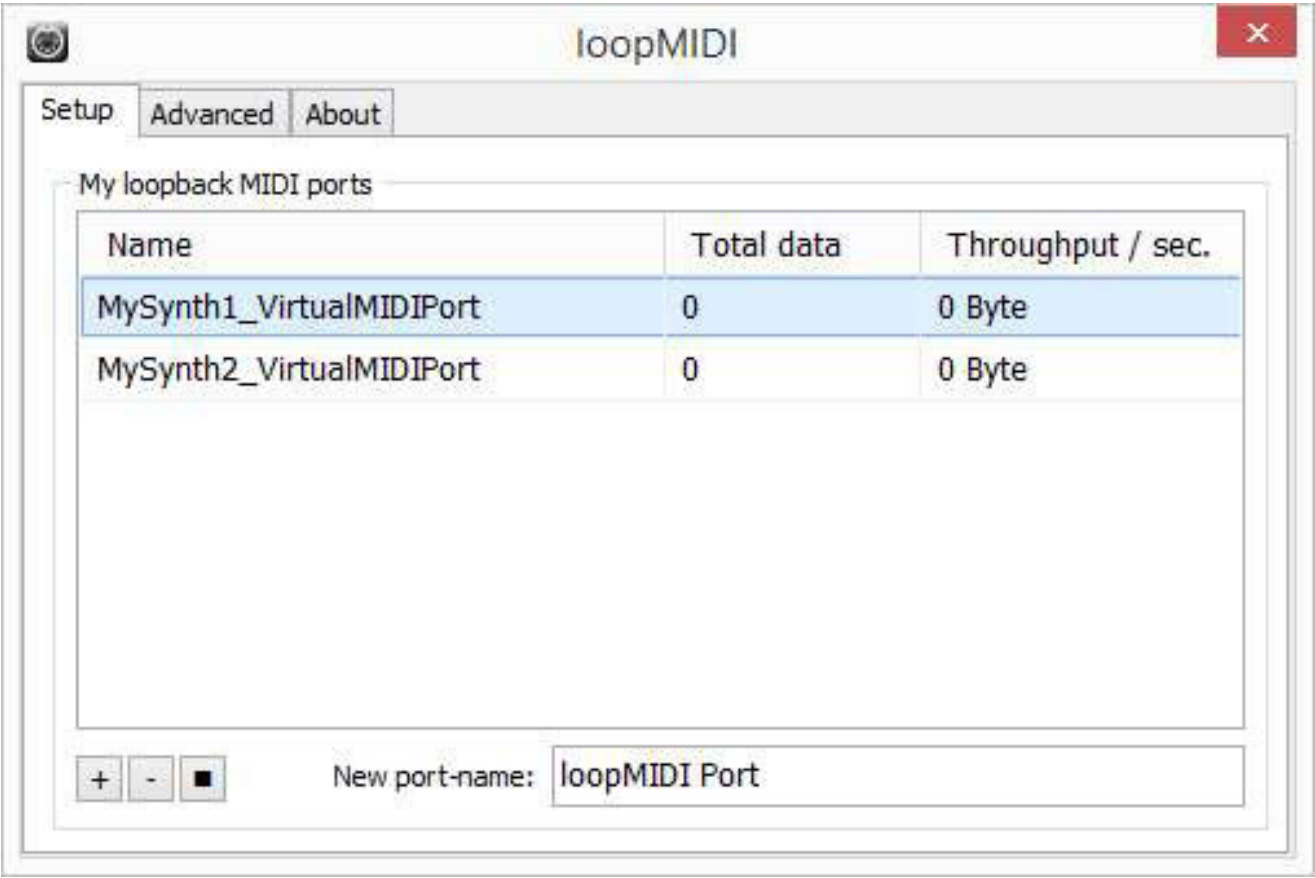 loopMIDI
Setup Advanced About
My loopback MIDI ports
Name Total data Throughput / sec.
MySynth1_VirtualMIDIPort 0 0 Byte
MySynth2_VirtualMIDIPort 0 0 Byte
+ - ■ New port-name: loopMIDI Port